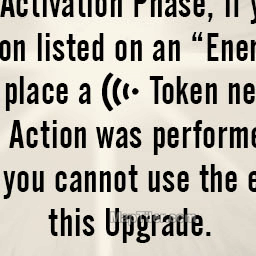 Activation Phase, if y
on listed on an “Ener
place a Token ne
Action was performe
you cannot use the e
this Upgrade.